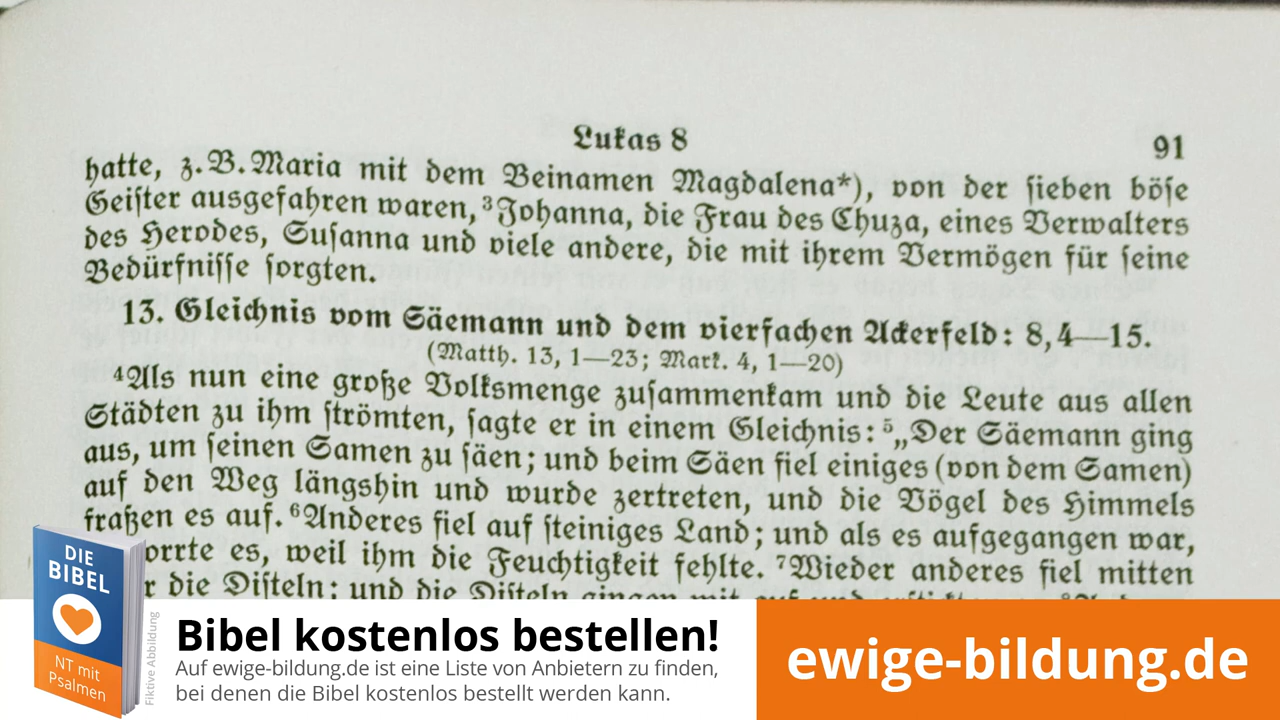 Lukas 8
91
hatte, z. B. Maria mit dem Beinamen Magdalena*), von der sieben böse
Geister ausgefahren waren, ³Johanna, die Frau des Chuza, eines Verwalters
des Herodes, Susanna und viele andere, die mit ihrem Vermögen für seine
Bedürfnisse sorgten.
13. Gleichnis vom Säemann und dem vierfachen Ackerfeld: 8,4—15.
(Matth. 13, 1—23; Mark. 4, 1—20)
⁴Als nun eine große Volksmenge zusammenkam und die Leute aus allen
Städten zu ihm strömten, sagte er in einem Gleichnis: ⁵„Der Säemann ging
aus, um seinen Samen zu säen; und beim Säen fiel einiges (von dem Samen)
auf den Weg längshin und wurde zertreten, und die Vögel des Himmels
fraßen es auf. ⁶Anderes fiel auf steiniges Land; und als es aufgegangen war,
orrte es, weil ihm die Feuchtigkeit fehlte. ⁷Wieder anderes fiel mitten
r die Disteln; und die Disteln gingen mit auf und
DIE
BIBEL
NT mit
Psalmen
Fiktive Abbildung
Bibel kostenlos bestellen!
Auf ewige-bildung.de ist eine Liste von Anbietern zu finden,
bei denen die Bibel kostenlos bestellt werden kann.
ewige-bildung.de